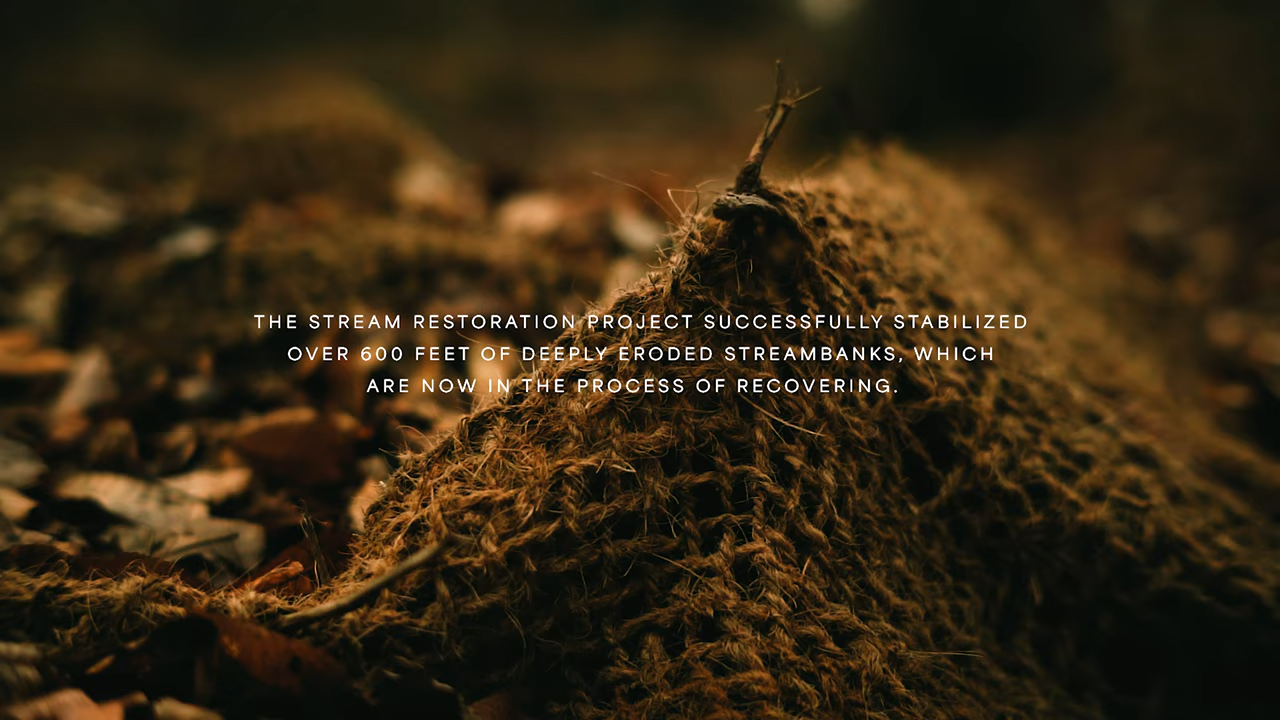 THE STREAM RESTORATION PROJECT SUCCESSFULLY STABILIZED
OVER 600 FEET OF DEEPLY ERODED STREAMBANKS, WHICH
ARE NOW IN THE PROCESS OF RECOVERING.